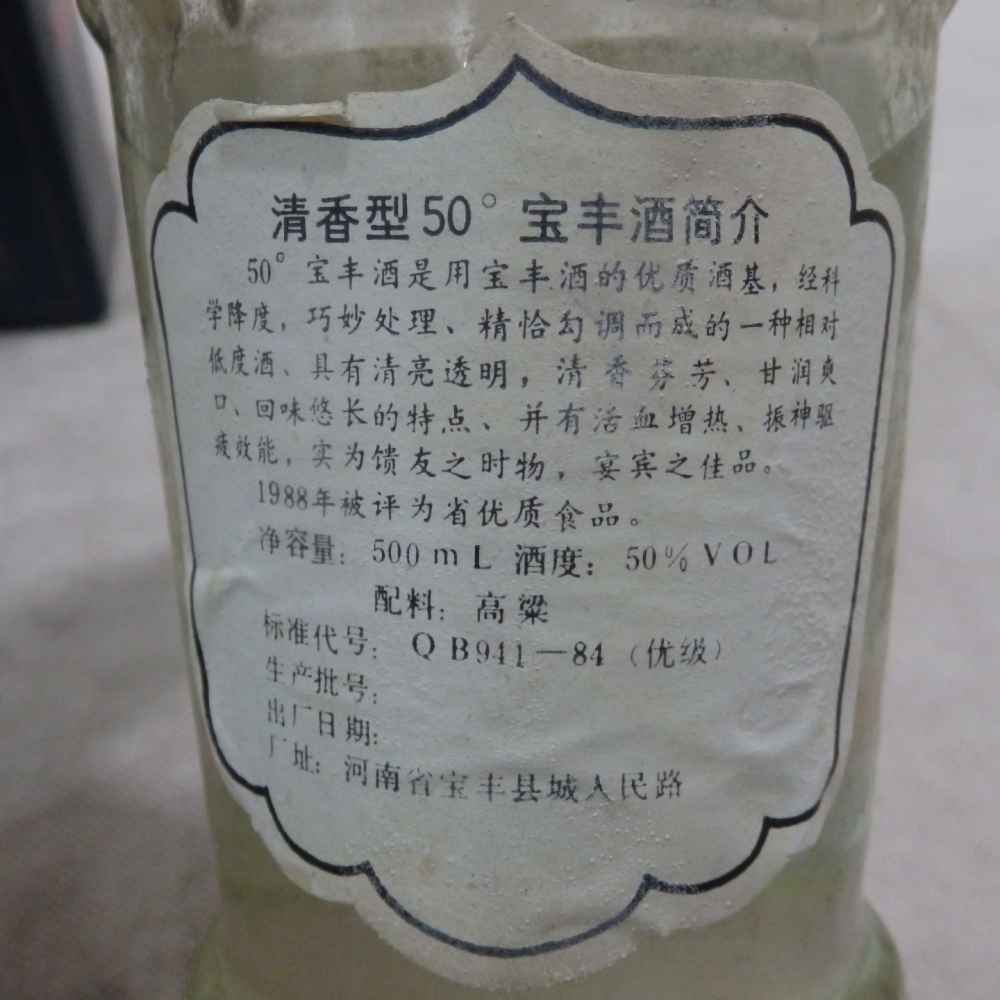 清香型50°宝丰酒简介
50°宝丰酒是用宝丰酒的优质酒基，经科
学降度，巧妙处理、精恰勾调而成的一种相对
低度酒、具有清亮透明，清香芬芳、甘润爽
口、回味悠长的特点、并有活血增热、振神驱
疲效能，实为馈友之时物，宴宾之佳品。
1988年被评为省优质食品。
净容量：500mL 酒度：50%VOL
配料：高粱
标准代号：QB941—84（优级）
生产批号：
出厂日期：
厂址：河南省宝丰县城人民路